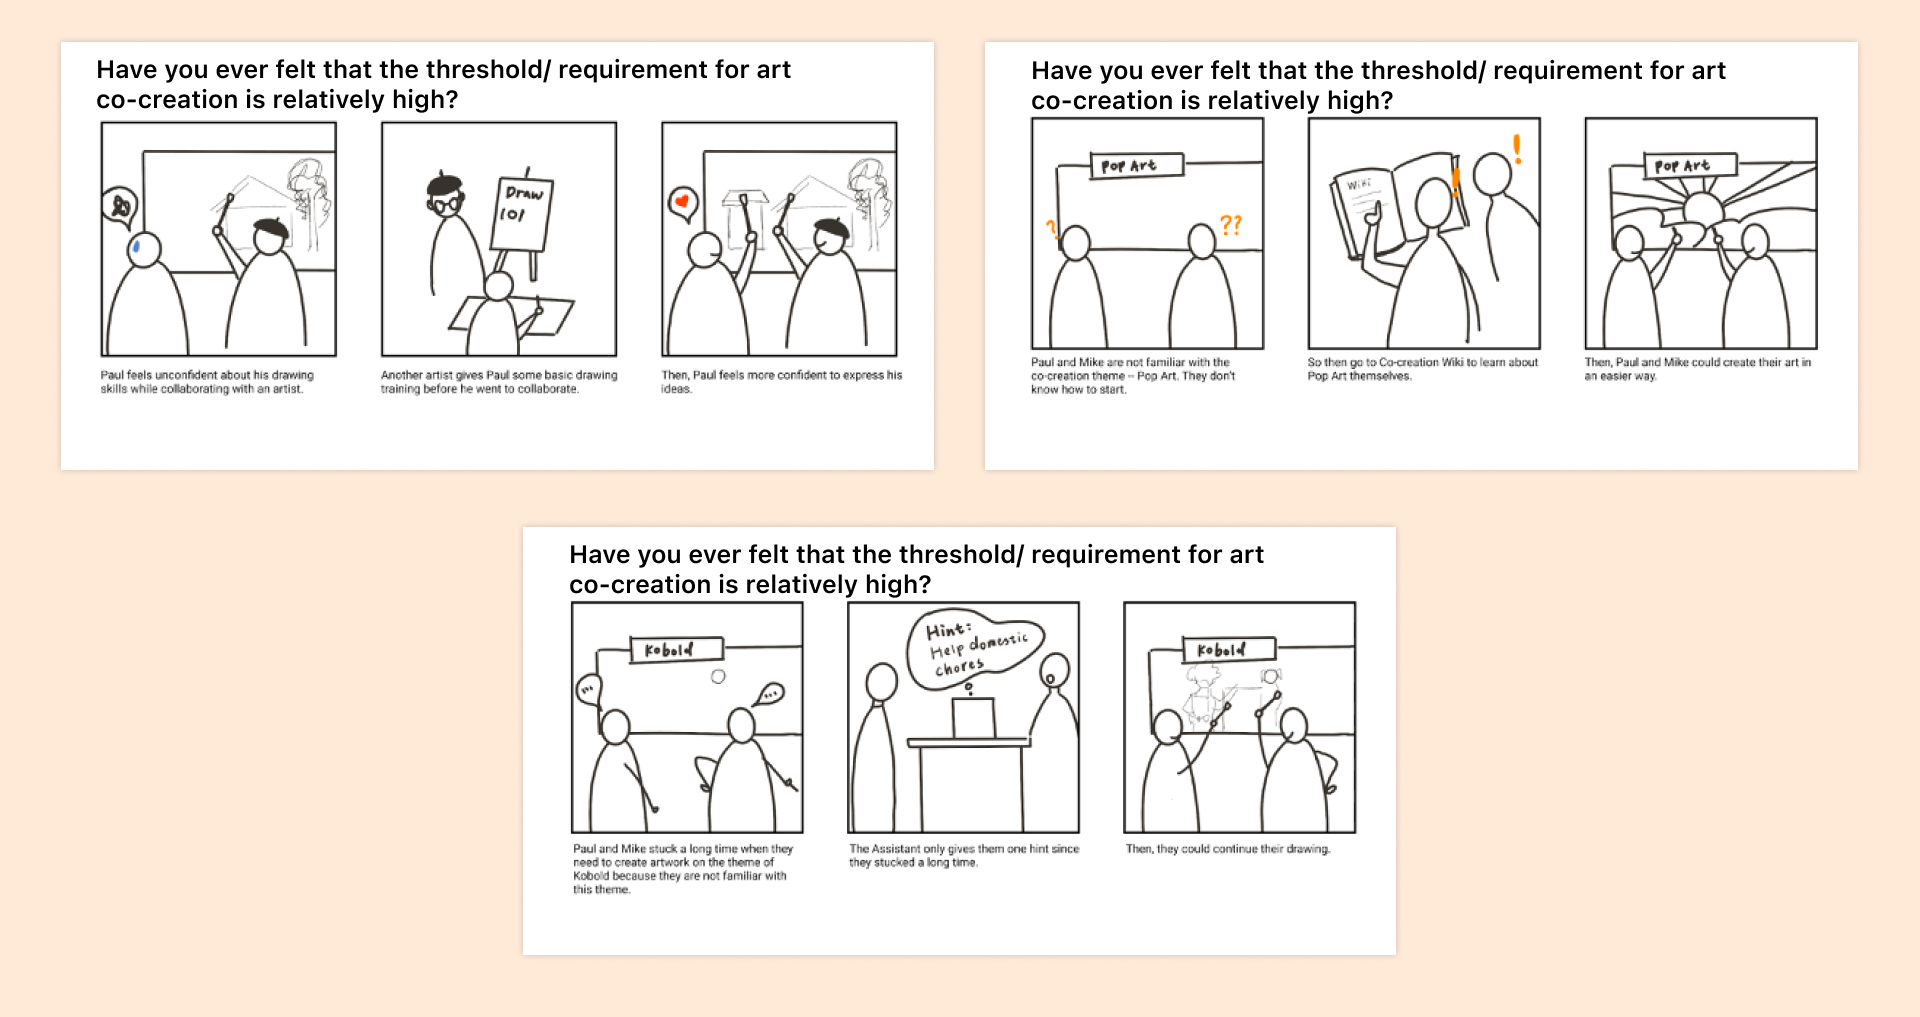 Have you ever felt that the threshold/ requirement for art
co-creation is relatively high?
Draw
101
Paul feels unconfident about his drawing
skills while collaborating with an artist.
Another artist gives Paul some basic drawing
training before he went to collaborate.
Then, Paul feels more confident to express his
ideas.
Have you ever felt that the threshold/ requirement for art
co-creation is relatively high?
Pop Art
?
??
Wiki
!
!
Pop Art
Paul and Mike are not familiar with the
co-creation theme – Pop Art. They don't
know how to start.
So then go to Co-creation Wiki to learn about
Pop Art themselves.
Then, Paul and Mike could create their art in
an easier way.
Have you ever felt that the threshold/ requirement for art
co-creation is relatively high?
Kobold
...
...
Hint:
Help domestic
chores
Kobold
Paul and Mike stuck a long time when they
need to create artwork on the theme of
Kobold because they are not familiar with
this theme.
The Assistant only gives them one hint since
they stucked a long time.
Then, they could continue their drawing.